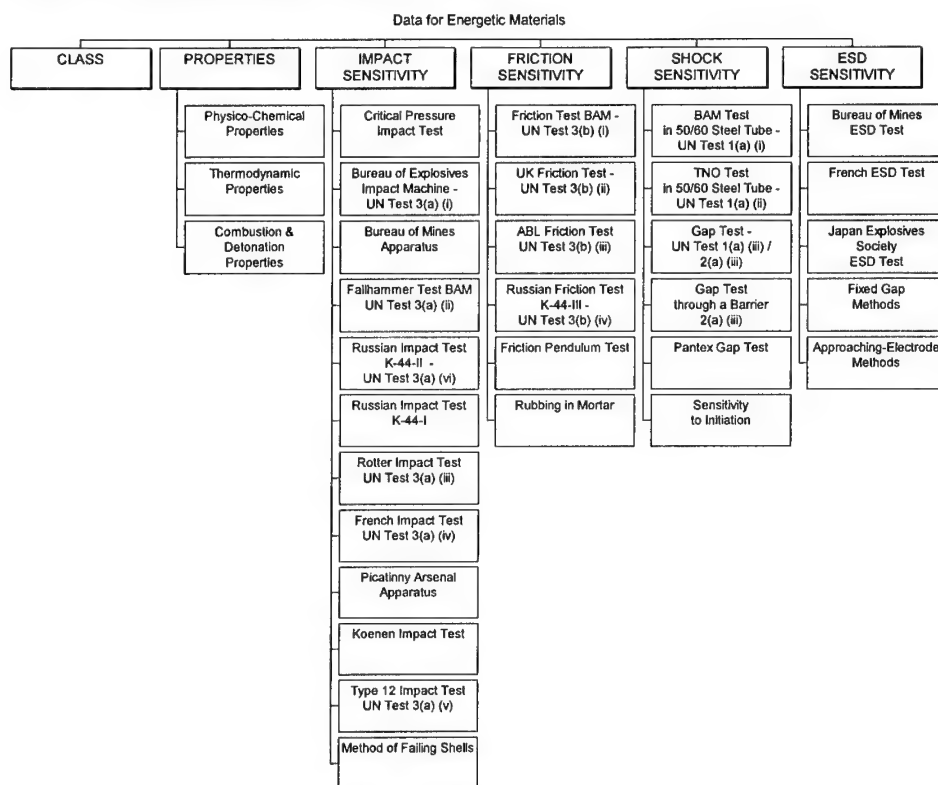 Data for Energetic Materials
CLASS
PROPERTIES
Physico-Chemical
Properties
Thermodynamic
Properties
Combustion &
Detonation
Properties
IMPACT
SENSITIVITY
Critical Pressure
Impact Test
Bureau of Explosives
Impact Machine -
UN Test 3(a) (i)
Bureau of Mines
Apparatus
Fallhammer Test BAM
UN Test 3(a) (ii)
Russian Impact Test
K-44-II -
UN Test 3(a) (vi)
Russian Impact Test
K-44-I
Rotter Impact Test
UN Test 3(a) (iii)
French Impact Test
UN Test 3(a) (iv)
Picatinny Arsenal
Apparatus
Koenen Impact Test
Type 12 Impact Test
UN Test 3(a) (v)
Method of Failing Shells
FRICTION
SENSITIVITY
Friction Test BAM -
UN Test 3(b) (i)
UK Friction Test -
UN Test 3(b) (ii)
ABL Friction Test
UN Test 3(b) (iii)
Russian Friction Test
K-44-III -
UN Test 3(b) (iv)
Friction Pendulum Test
Rubbing in Mortar
SHOCK
SENSITIVITY
BAM Test
in 50/60 Steel Tube -
UN Test 1(a) (i)
TNO Test
in 50/60 Steel Tube -
UN Test 1(a) (ii)
Gap Test -
UN Test 1(a) (iii) /
2(a) (iii)
Gap Test
through a Barrier
2(a) (iii)
Pantex Gap Test
Sensitivity
to Initiation
ESD
SENSITIVITY
Bureau of Mines
ESD Test
French ESD Test
Japan Explosives
Society
ESD Test
Fixed Gap
Methods
Approaching-Electrode
Methods